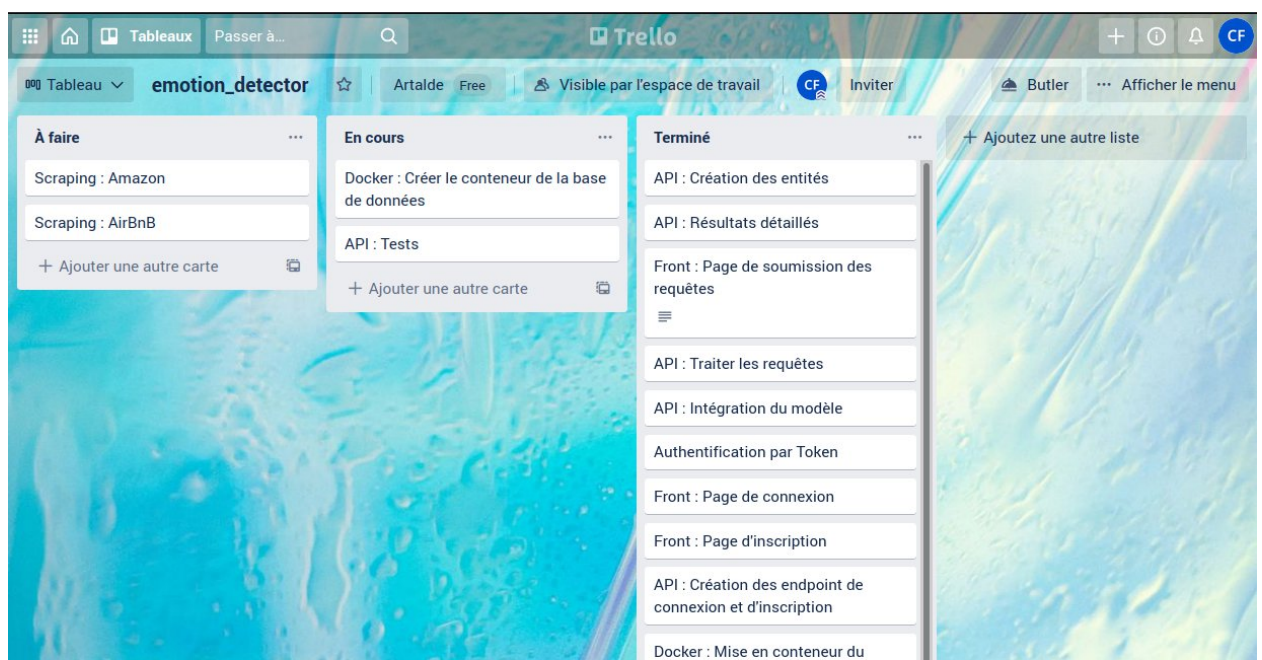 Tableaux
Passer à...
Trello
CF
Tableau
emotion_detector
Artalde Free
Visible par l'espace de travail
CF
Inviter
Butler
Afficher le menu
À faire
Scraping : Amazon
Scraping : AirBnB
+ Ajouter une autre carte
En cours
Docker : Créer le conteneur de la base
de données
API : Tests
+ Ajouter une autre carte
Terminé
API : Création des entités
API : Résultats détaillés
Front : Page de soumission des
requêtes
API : Traiter les requêtes
API : Intégration du modèle
Authentification par Token
Front : Page de connexion
Front : Page d'inscription
API : Création des endpoint de
connexion et d'inscription
Docker : Mise en conteneur du
+ Ajoutez une autre liste